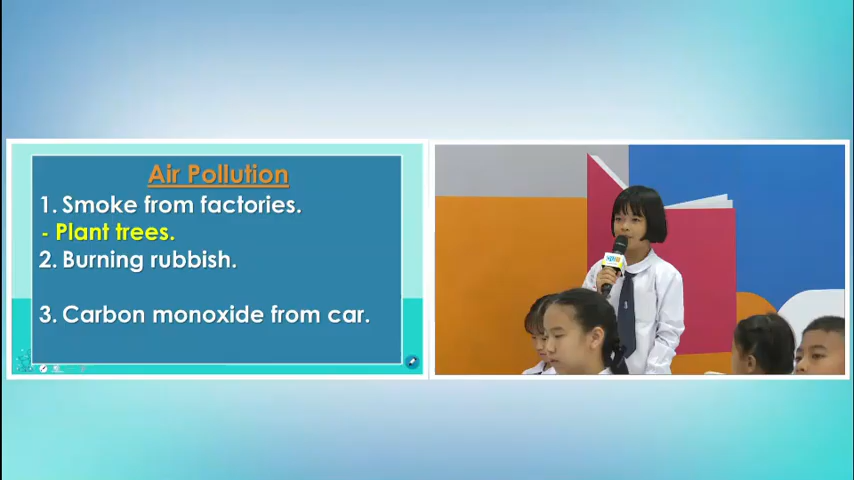 Air Pollution
1. Smoke from factories.
- Plant trees.
2. Burning rubbish.
3. Carbon monoxide from car.